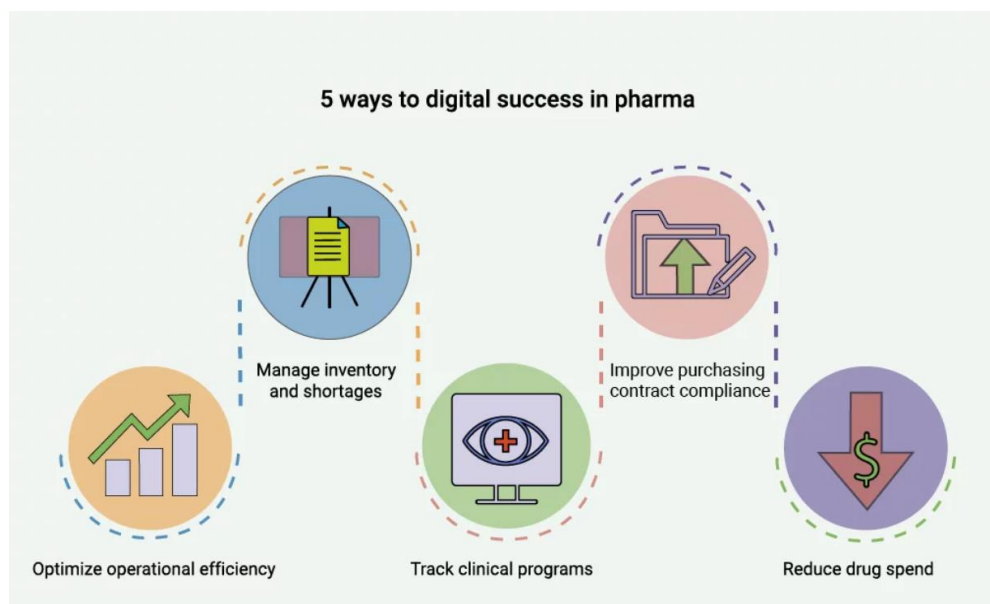 5 ways to digital success in pharma
Manage inventory
and shortages
Improve purchasing
contract compliance
Optimize operational efficiency
Track clinical programs
Reduce drug spend
$